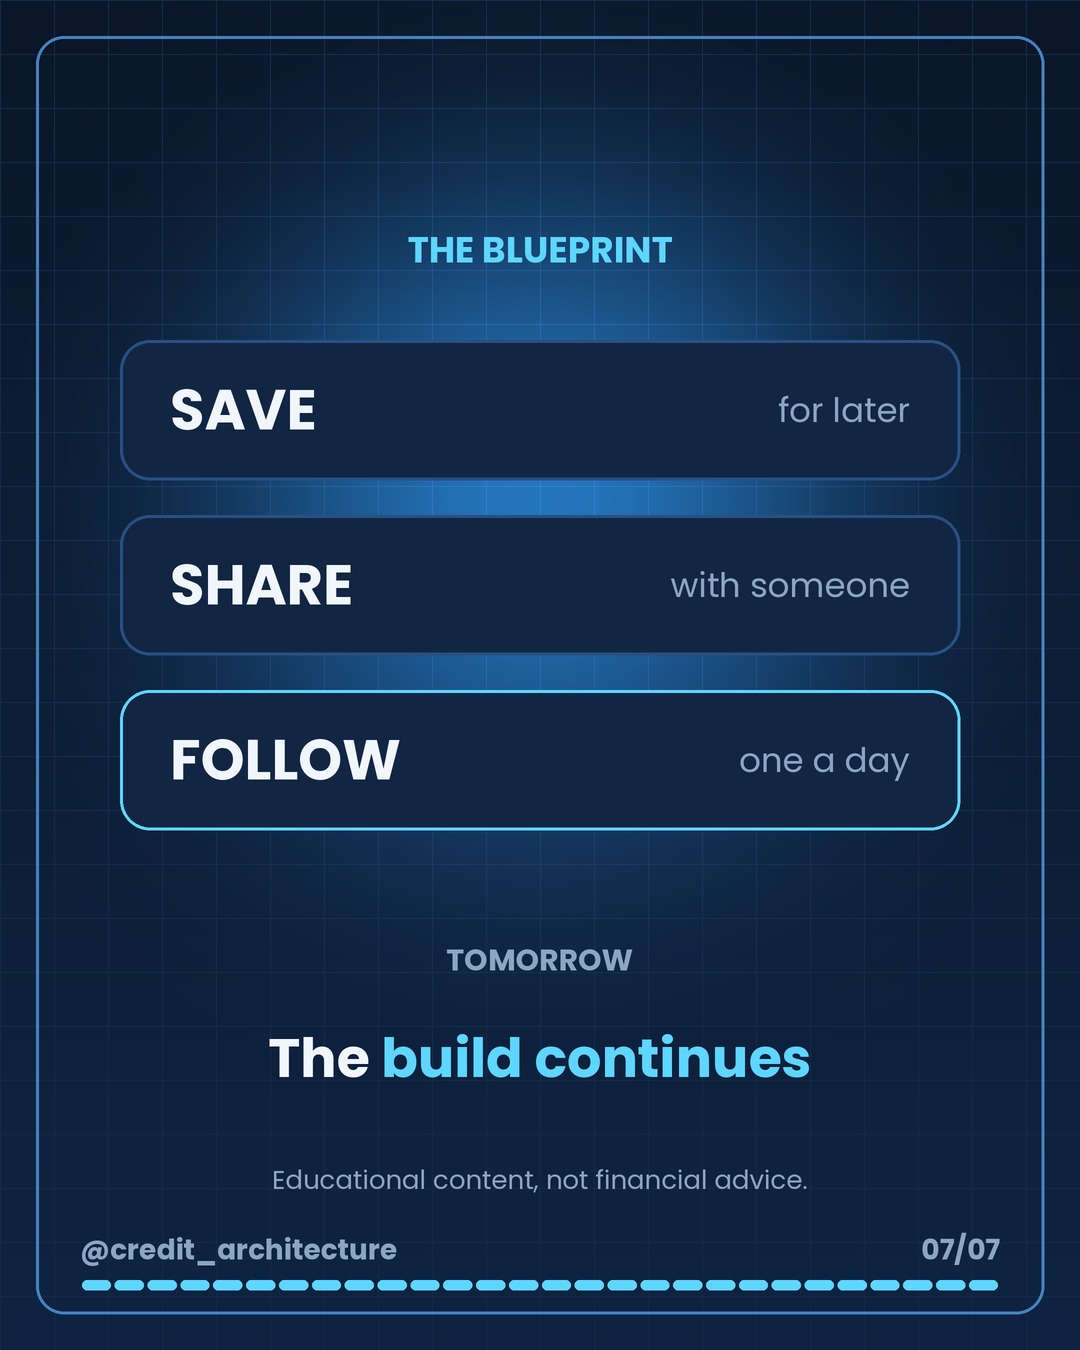 THE BLUEPRINT
SAVE for later
SHARE with someone
FOLLOW one a day
TOMORROW
The build continues
Educational content, not financial advice.
@credit_architecture 07/07